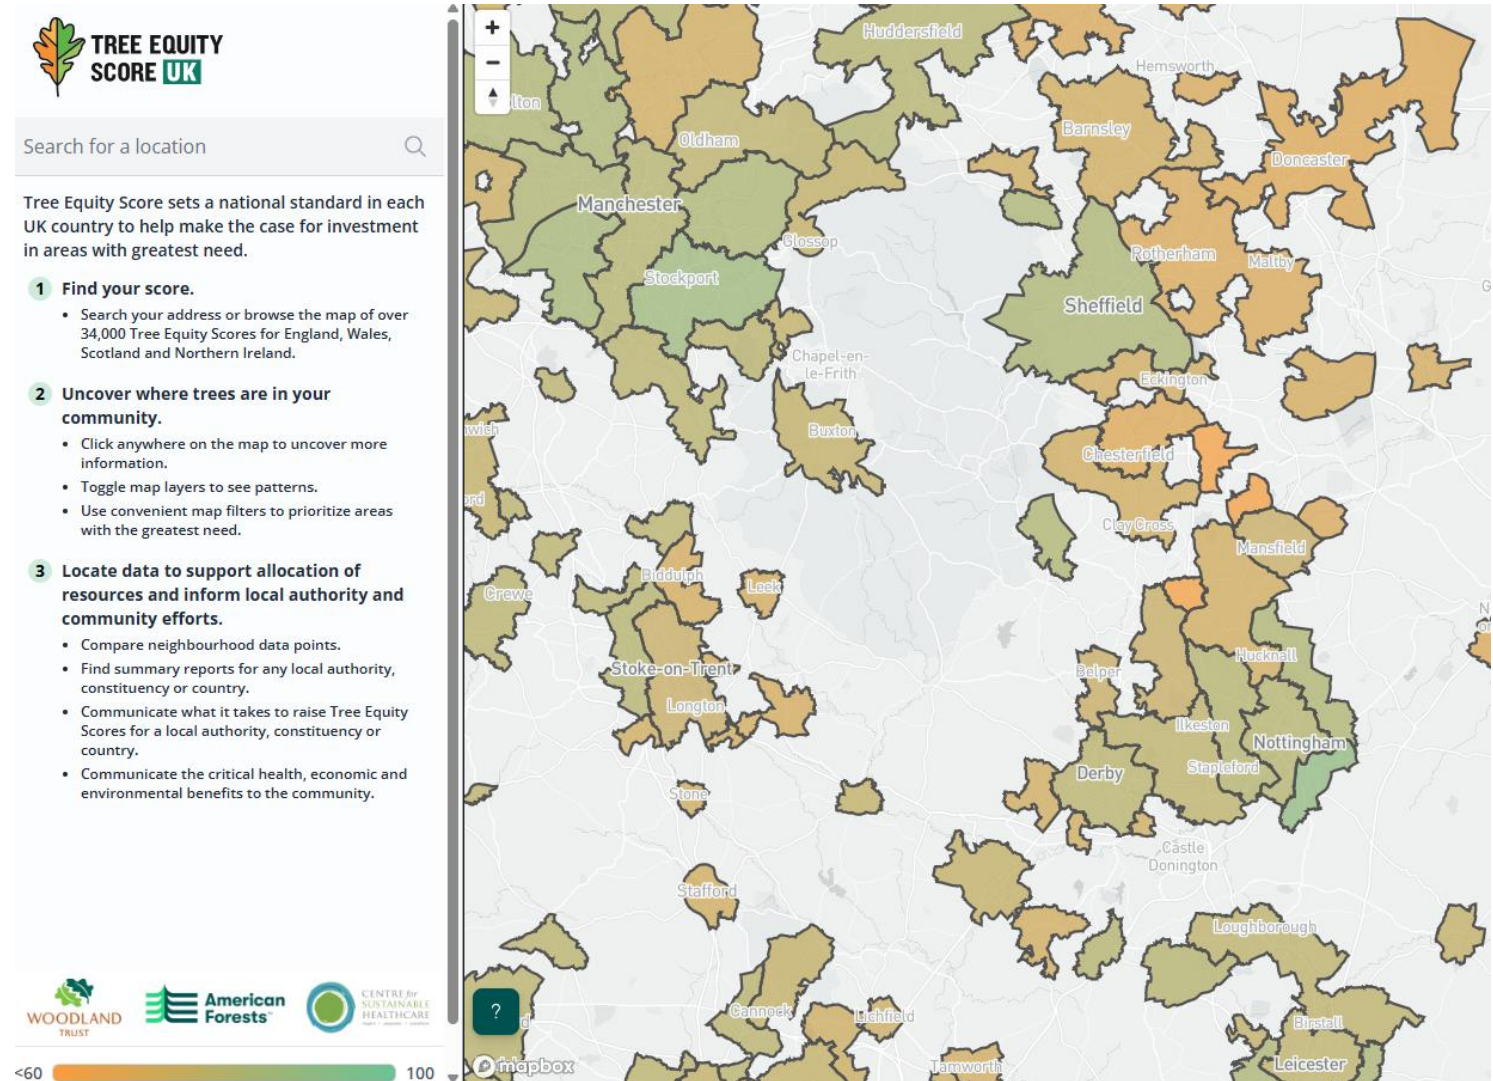 TREE EQUITY
SCORE UK
Search for a location
Tree Equity Score sets a national standard in each
UK country to help make the case for investment
in areas with greatest need.
1 Find your score.
• Search your address or browse the map of over
34,000 Tree Equity Scores for England, Wales,
Scotland and Northern Ireland.
2 Uncover where trees are in your
community.
• Click anywhere on the map to uncover more
information.
• Toggle map layers to see patterns.
• Use convenient map filters to prioritize areas
with the greatest need.
3 Locate data to support allocation of
resources and inform local authority and
community efforts.
• Compare neighbourhood data points.
• Find summary reports for any local authority,
constituency or country.
• Communicate what it takes to raise Tree Equity
Scores for a local authority, constituency or
country.
• Communicate the critical health, economic and
environmental benefits to the community.
WOODLAND
TRUST
American
Forests
CENTRE for
SUSTAINABLE
HEALTHCARE
<60
100
Huddersfield
Hemsworth
lton
Oldham
Barnsley
Doncaster
Manchester
Glossop
Rotherham
Maltby
Stockport
Sheffield
Chapel-en-
le-Frith
Eckington
wich
Buxton
Chesterfield
rd
Clay Cross
Mansfield
Biddulph
Leek
Crewe
Hucknall
Stoke-on-Trent
Belper
Longton
Ilkeston
Nottingham
Derby
Stapleford
Stone
Castle
Donington
Stafford
Loughborough
?
d
Cannock
Lichfield
Birstall
mapbox
Tamworth
Leicester